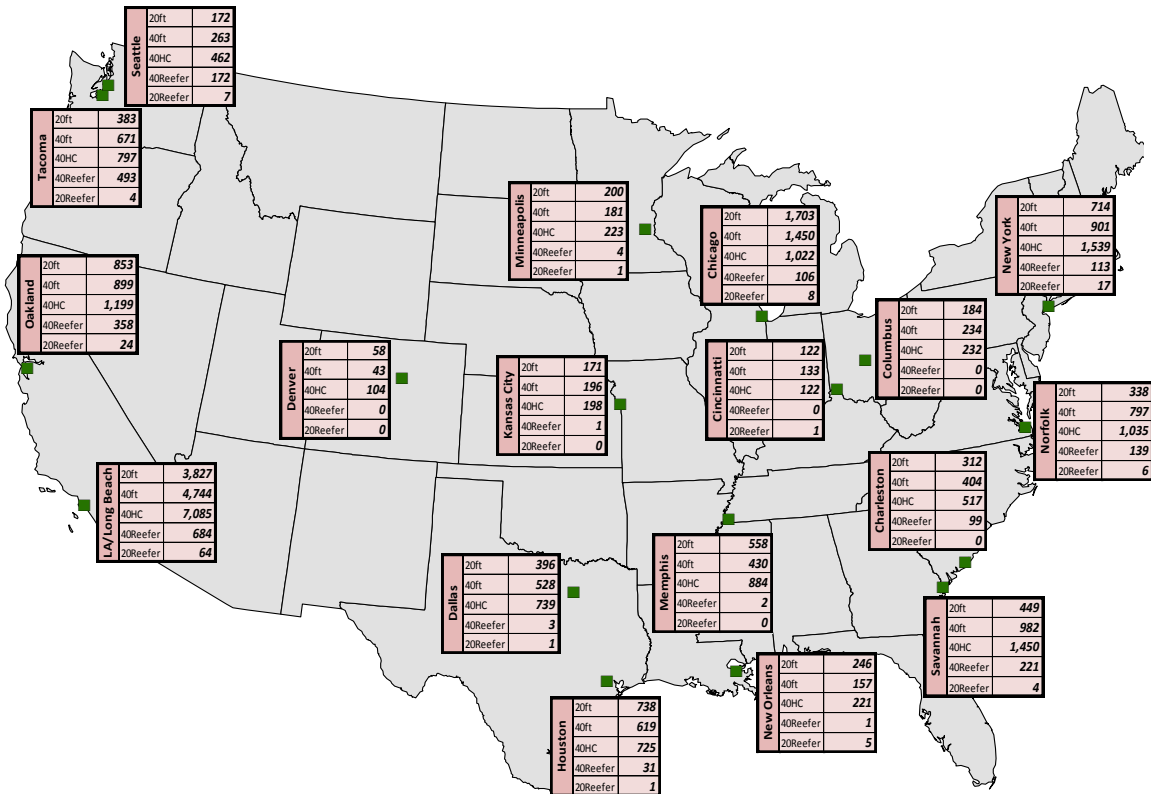 Seattle
20ft 172
40ft 263
40HC 462
40Reefer 172
20Reefer 7
Tacoma
20ft 383
40ft 671
40HC 797
40Reefer 493
20Reefer 4
Minneapolis
20ft 200
40ft 181
40HC 223
40Reefer 4
20Reefer 1
Chicago
20ft 1,703
40ft 1,450
40HC 1,022
40Reefer 106
20Reefer 8
New York
20ft 714
40ft 901
40HC 1,539
40Reefer 113
20Reefer 17
Oakland
20ft 853
40ft 899
40HC 1,199
40Reefer 358
20Reefer 24
Columbus
20ft 184
40ft 234
40HC 232
40Reefer 0
20Reefer 0
Denver
20ft 58
40ft 43
40HC 104
40Reefer 0
20Reefer 0
Kansas City
20ft 171
40ft 196
40HC 198
40Reefer 1
20Reefer 0
Cincinnatti
20ft 122
40ft 133
40HC 122
40Reefer 0
20Reefer 1
Norfolk
20ft 338
40ft 797
40HC 1,035
40Reefer 139
20Reefer 6
LA/Long Beach
20ft 3,827
40ft 4,744
40HC 7,085
40Reefer 684
20Reefer 64
Charleston
20ft 312
40ft 404
40HC 517
40Reefer 99
20Reefer 0
Dallas
20ft 396
40ft 528
40HC 739
40Reefer 3
20Reefer 1
Memphis
20ft 558
40ft 430
40HC 884
40Reefer 2
20Reefer 0
Savannah
20ft 449
40ft 982
40HC 1,450
40Reefer 221
20Reefer 4
New Orleans
20ft 246
40ft 157
40HC 221
40Reefer 1
20Reefer 5
Houston
20ft 738
40ft 619
40HC 725
40Reefer 31
20Reefer 1